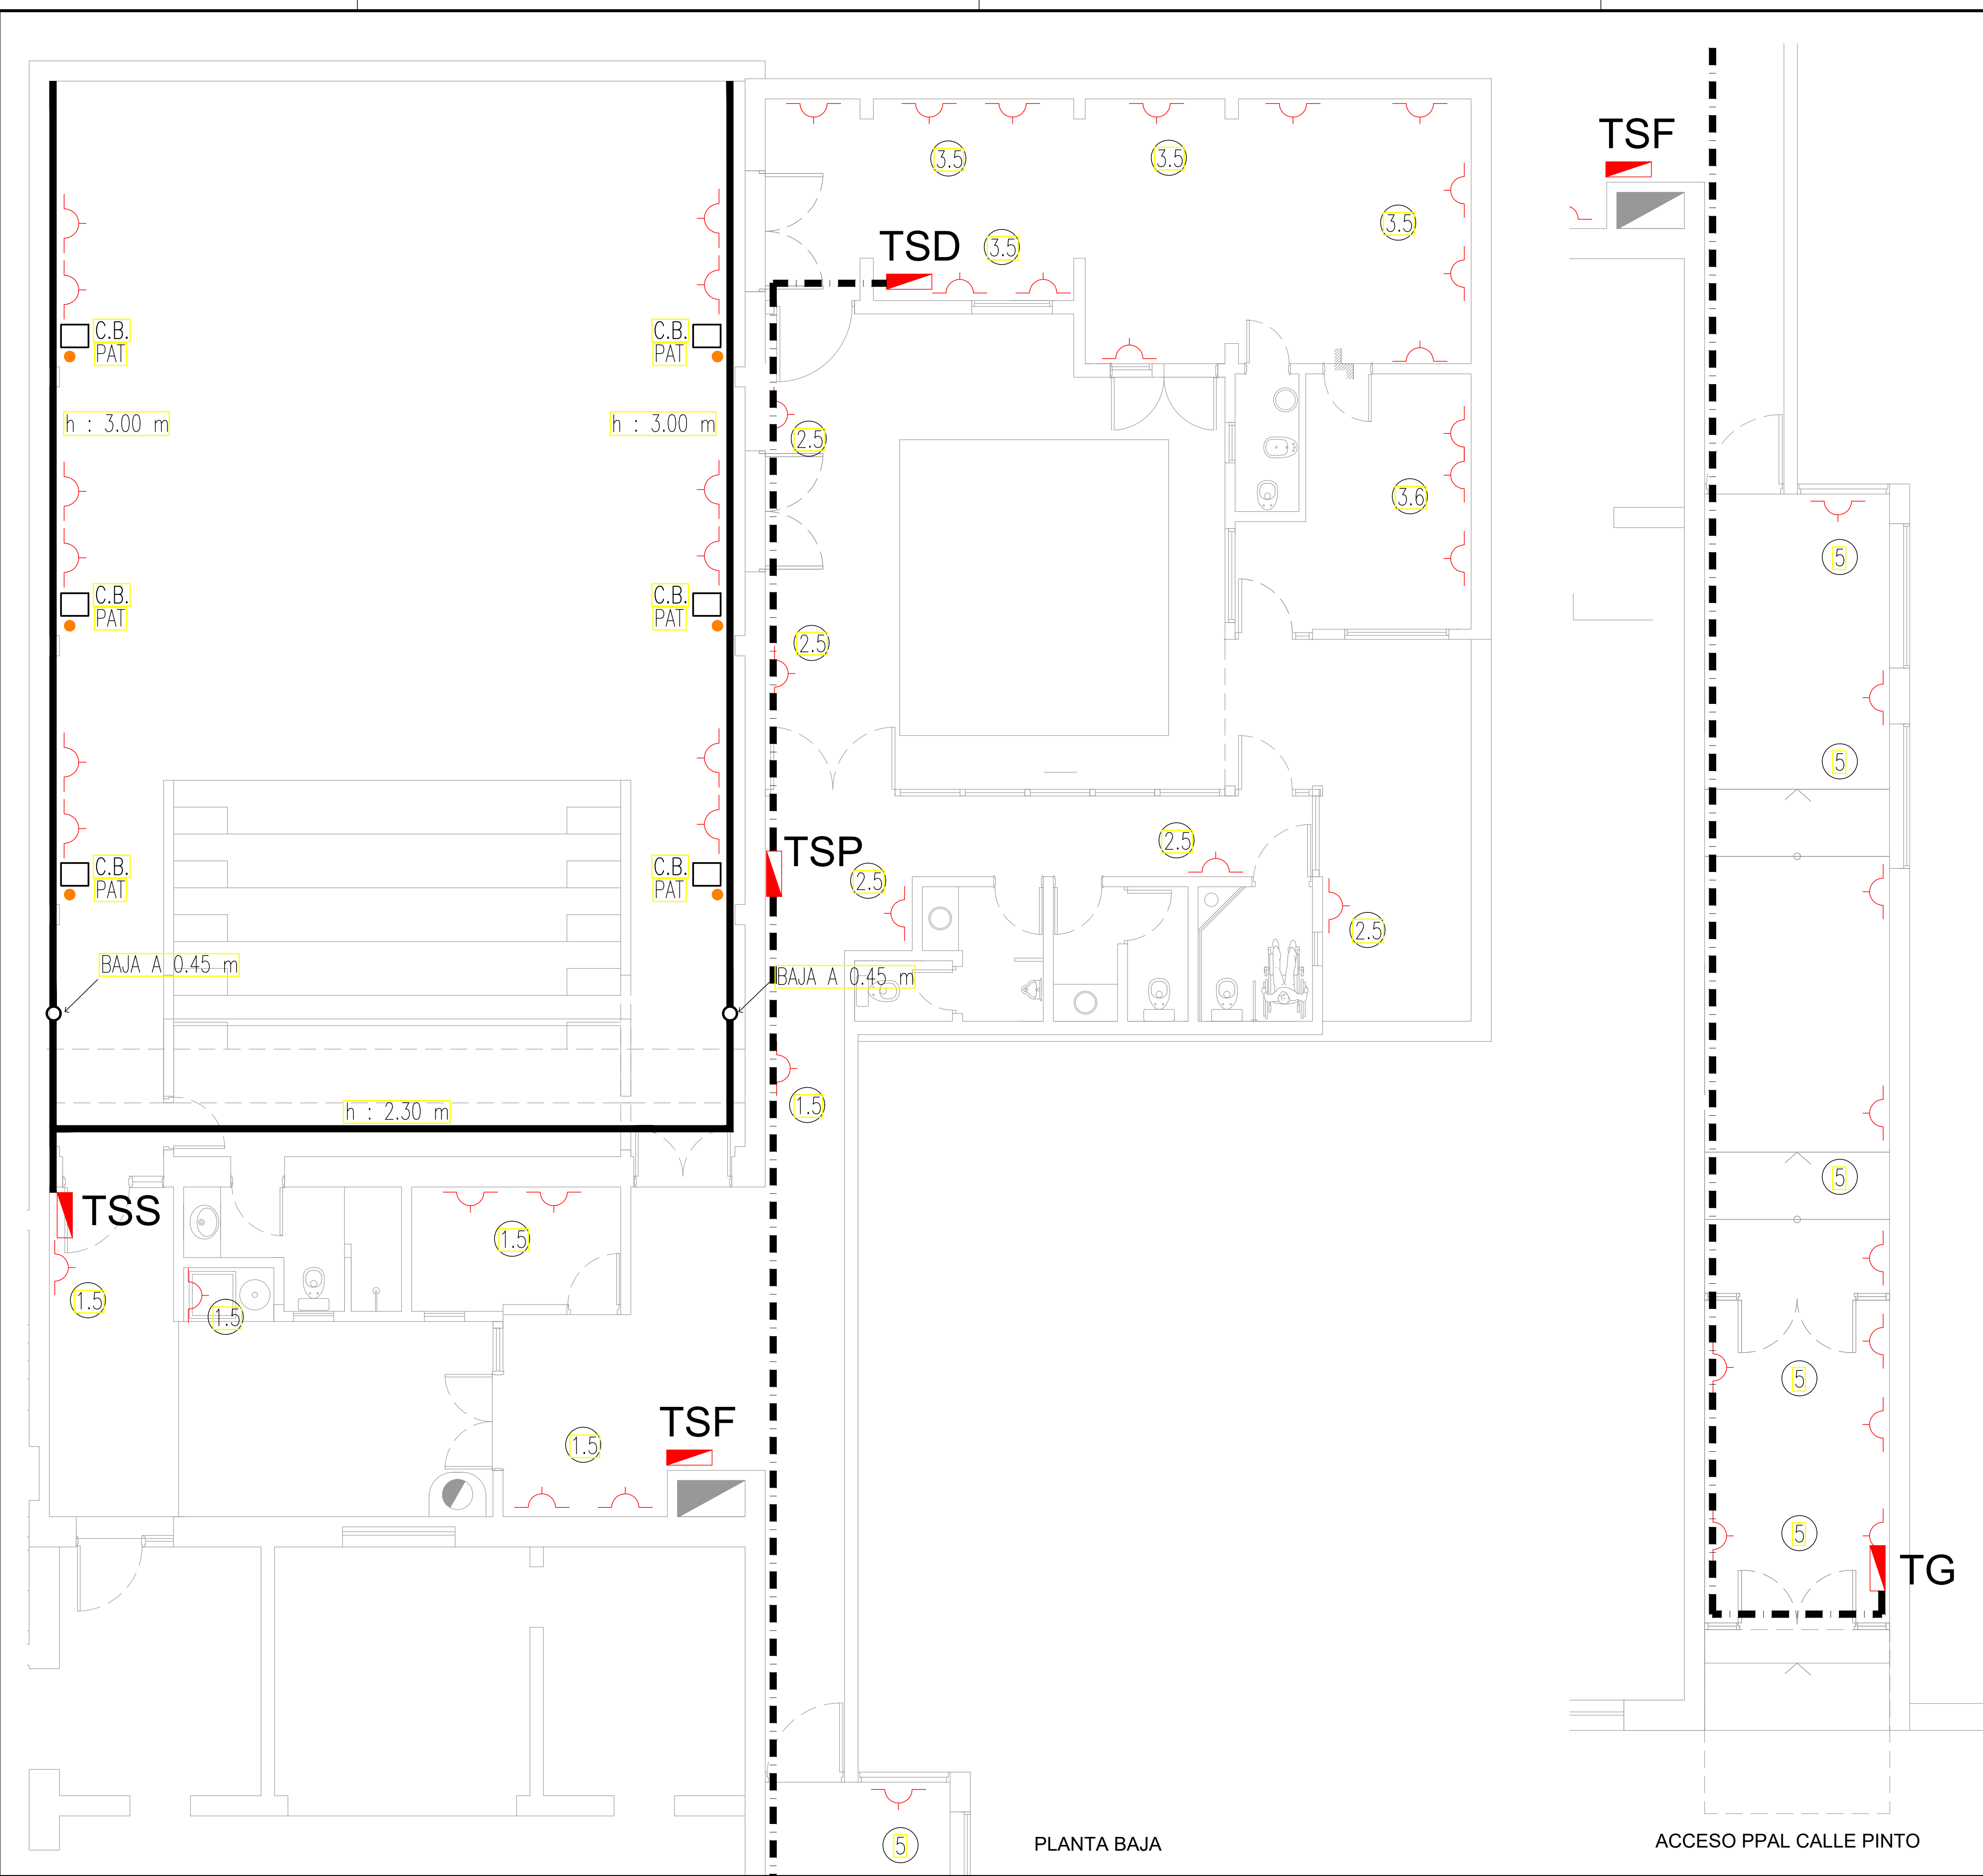 TSF
3.5
3.5
3.5
3.5
TSD
C.B.
PAT
C.B.
PAT
h : 3.00 m
h : 3.00 m
2.5
3.6
5
C.B.
PAT
C.B.
PAT
2.5
5
TSP
2.5
2.5
C.B.
PAT
C.B.
PAT
2.5
BAJA A 0.45 m
BAJA A 0.45 m
h : 2.30 m
1.5
5
TSS
1.5
1.5
1.5
5
TSF
1.5
5
TG
5
PLANTA BAJA
ACCESO PPAL CALLE PINTO